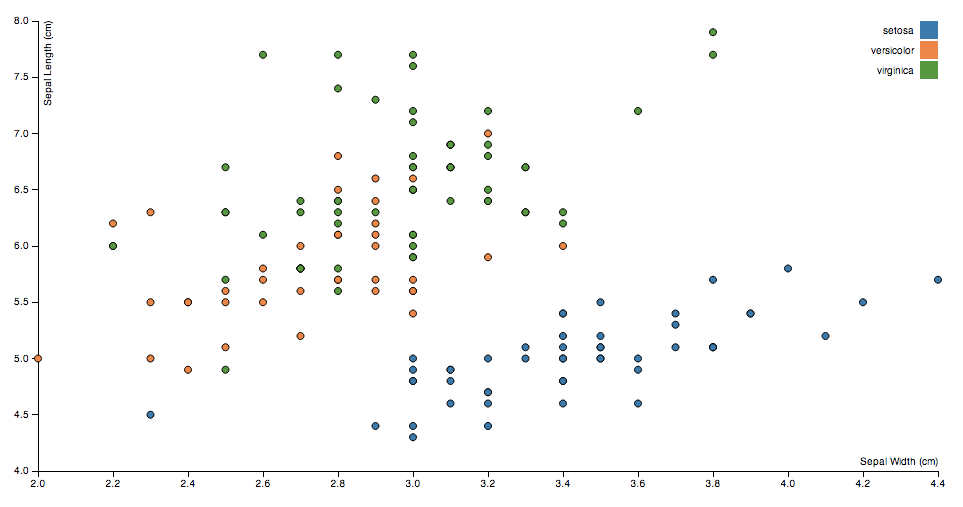 8.0
Sepal Length (cm)
setosa
versicolor
virginica
7.5
7.0
6.5
6.0
5.5
5.0
4.5
4.0
Sepal Width (cm)
2.0 2.2 2.4 2.6 2.8 3.0 3.2 3.4 3.6 3.8 4.0 4.2 4.4